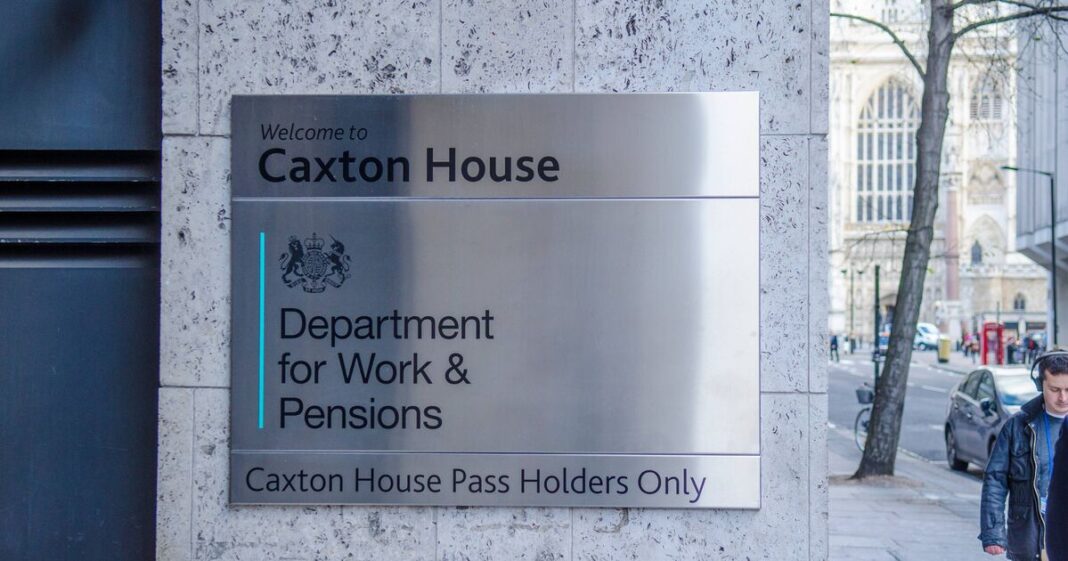 Welcome to
Caxton House
Department
for Work &
Pensions
Caxton House Pass Holders Only